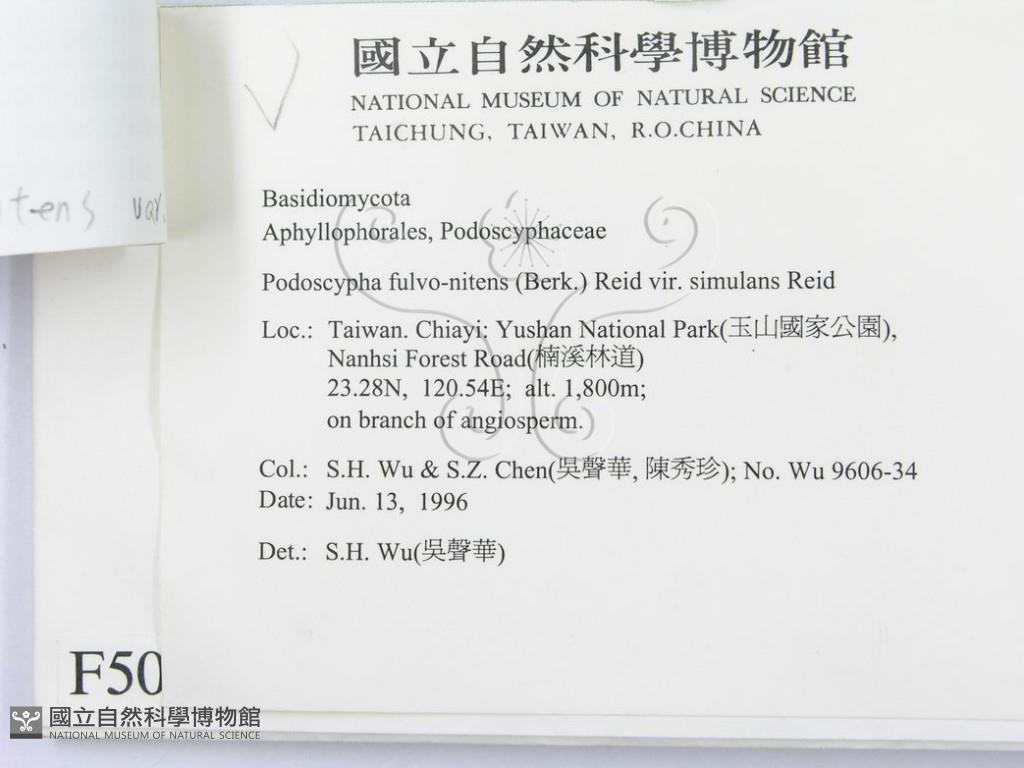 國立自然科學博物館
NATIONAL MUSEUM OF NATURAL SCIENCE
TAICHUNG, TAIWAN, R.O.CHINA
tens var.
Basidiomycota
Aphyllophorales, Podoscyphaceae
Podoscypha fulvo-nitens (Berk.) Reid vir. simulans Reid
Loc.: Taiwan. Chiayi: Yushan National Park(玉山國家公園),
Nanhsi Forest Road(楠溪林道)
23.28N, 120.54E; alt. 1,800m;
on branch of angiosperm.
Col.: S.H. Wu & S.Z. Chen(吳聲華, 陳秀珍); No. Wu 9606-34
Date: Jun. 13, 1996
Det.: S.H. Wu(吳聲華)
F50
國立自然科學博物館
NATIONAL MUSEUM OF NATURAL SCIENCE